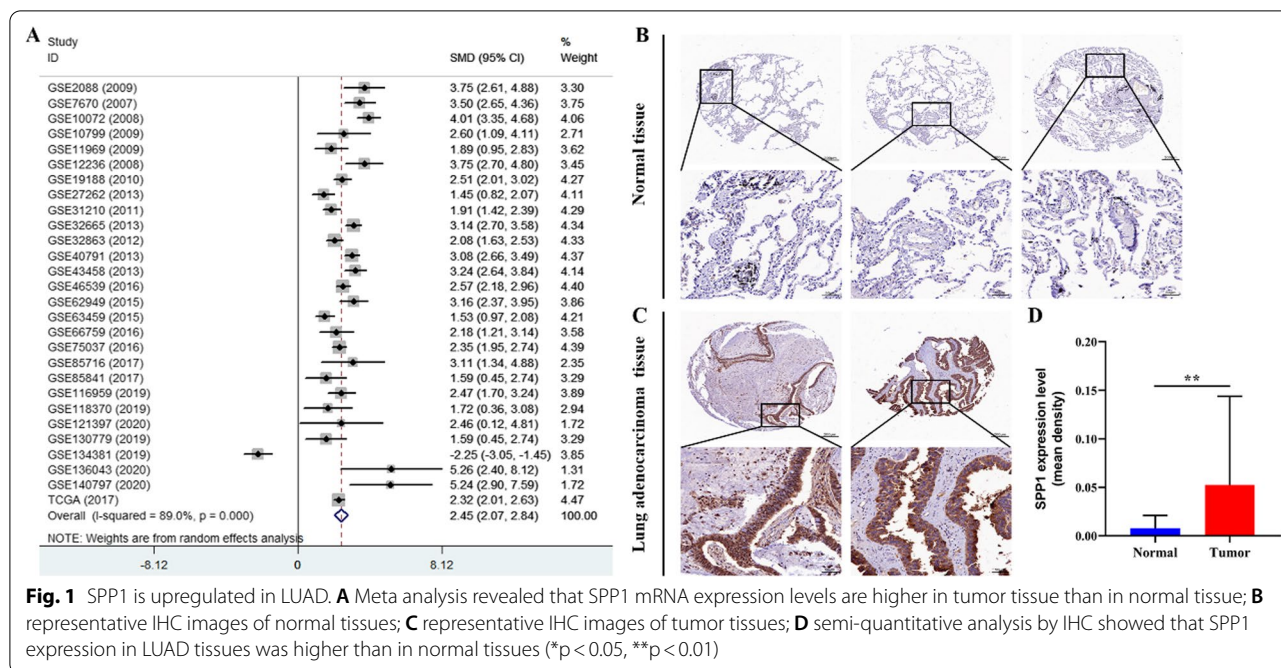 A
Study
ID
SMD (95% CI)
%
Weight
GSE2088 (2009) 3.75 (2.61, 4.88) 3.30
GSE7670 (2007) 3.50 (2.65, 4.36) 3.75
GSE10072 (2008) 4.01 (3.35, 4.68) 4.06
GSE10799 (2009) 2.60 (1.09, 4.11) 2.71
GSE11969 (2009) 1.89 (0.95, 2.83) 3.62
GSE12236 (2008) 3.75 (2.70, 4.80) 3.45
GSE19188 (2010) 2.51 (2.01, 3.02) 4.27
GSE27262 (2013) 1.45 (0.82, 2.07) 4.11
GSE31210 (2011) 1.91 (1.42, 2.39) 4.29
GSE32665 (2013) 3.14 (2.70, 3.58) 4.34
GSE32863 (2012) 2.08 (1.63, 2.53) 4.33
GSE40791 (2013) 3.08 (2.66, 3.49) 4.37
GSE43458 (2013) 3.24 (2.64, 3.84) 4.14
GSE46539 (2016) 2.57 (2.18, 2.96) 4.40
GSE62949 (2015) 3.16 (2.37, 3.95) 3.86
GSE63459 (2015) 1.53 (0.97, 2.08) 4.21
GSE66759 (2016) 2.18 (1.21, 3.14) 3.58
GSE75037 (2016) 2.35 (1.95, 2.74) 4.39
GSE85716 (2017) 3.11 (1.34, 4.88) 2.35
GSE85841 (2017) 1.59 (0.45, 2.74) 3.29
GSE116959 (2019) 2.47 (1.70, 3.24) 3.89
GSE118370 (2019) 1.72 (0.36, 3.08) 2.94
GSE121397 (2020) 2.46 (0.12, 4.81) 1.72
GSE130779 (2019) 1.59 (0.45, 2.74) 3.29
GSE134381 (2019) -2.25 (-3.05, -1.45) 3.85
GSE136043 (2020) 5.26 (2.40, 8.12) 1.31
GSE140797 (2020) 5.24 (2.90, 7.59) 1.72
TCGA (2017) 2.32 (2.01, 2.63) 4.47
Overall (I-squared = 89.0%, p = 0.000) 2.45 (2.07, 2.84) 100.00
NOTE: Weights are from random effects analysis
-8.12 0 8.12
B
Normal tissue
C
Lung adenocarcinoma tissue
D
SPP1 expression level
(mean density)
0.20
0.15
0.10
0.05
0.00
**
Normal Tumor
Fig. 1 SPP1 is upregulated in LUAD. A Meta analysis revealed that SPP1 mRNA expression levels are higher in tumor tissue than in normal tissue; B
representative IHC images of normal tissues; C representative IHC images of tumor tissues; D semi-quantitative analysis by IHC showed that SPP1
expression in LUAD tissues was higher than in normal tissues (*p < 0.05, **p < 0.01)